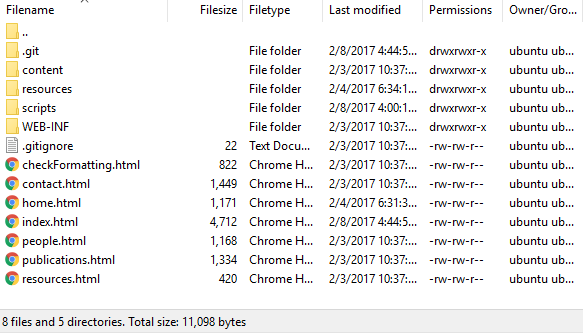 Filename Filesize Filetype Last modified Permissions Owner/Gro...
..
.git File folder 2/8/2017 4:44:5... drwxrwxr-x ubuntu ub...
content File folder 2/3/2017 10:37:... drwxrwxr-x ubuntu ub...
resources File folder 2/4/2017 6:34:1... drwxrwxr-x ubuntu ub...
scripts File folder 2/8/2017 4:00:1... drwxrwxr-x ubuntu ub...
WEB-INF File folder 2/3/2017 10:37:... drwxrwxr-x ubuntu ub...
.gitignore 22 Text Docu... 2/3/2017 10:37:... -rw-rw-r-- ubuntu ub...
checkFormatting.html 822 Chrome H... 2/3/2017 10:37:... -rw-rw-r-- ubuntu ub...
contact.html 1,449 Chrome H... 2/3/2017 10:37:... -rw-rw-r-- ubuntu ub...
home.html 1,171 Chrome H... 2/4/2017 6:31:3... -rw-rw-r-- ubuntu ub...
index.html 4,712 Chrome H... 2/8/2017 4:44:5... -rw-rw-r-- ubuntu ub...
people.html 1,168 Chrome H... 2/3/2017 10:37:... -rw-rw-r-- ubuntu ub...
publications.html 1,334 Chrome H... 2/3/2017 10:37:... -rw-rw-r-- ubuntu ub...
resources.html 420 Chrome H... 2/3/2017 10:37:... -rw-rw-r-- ubuntu ub...
8 files and 5 directories. Total size: 11,098 bytes